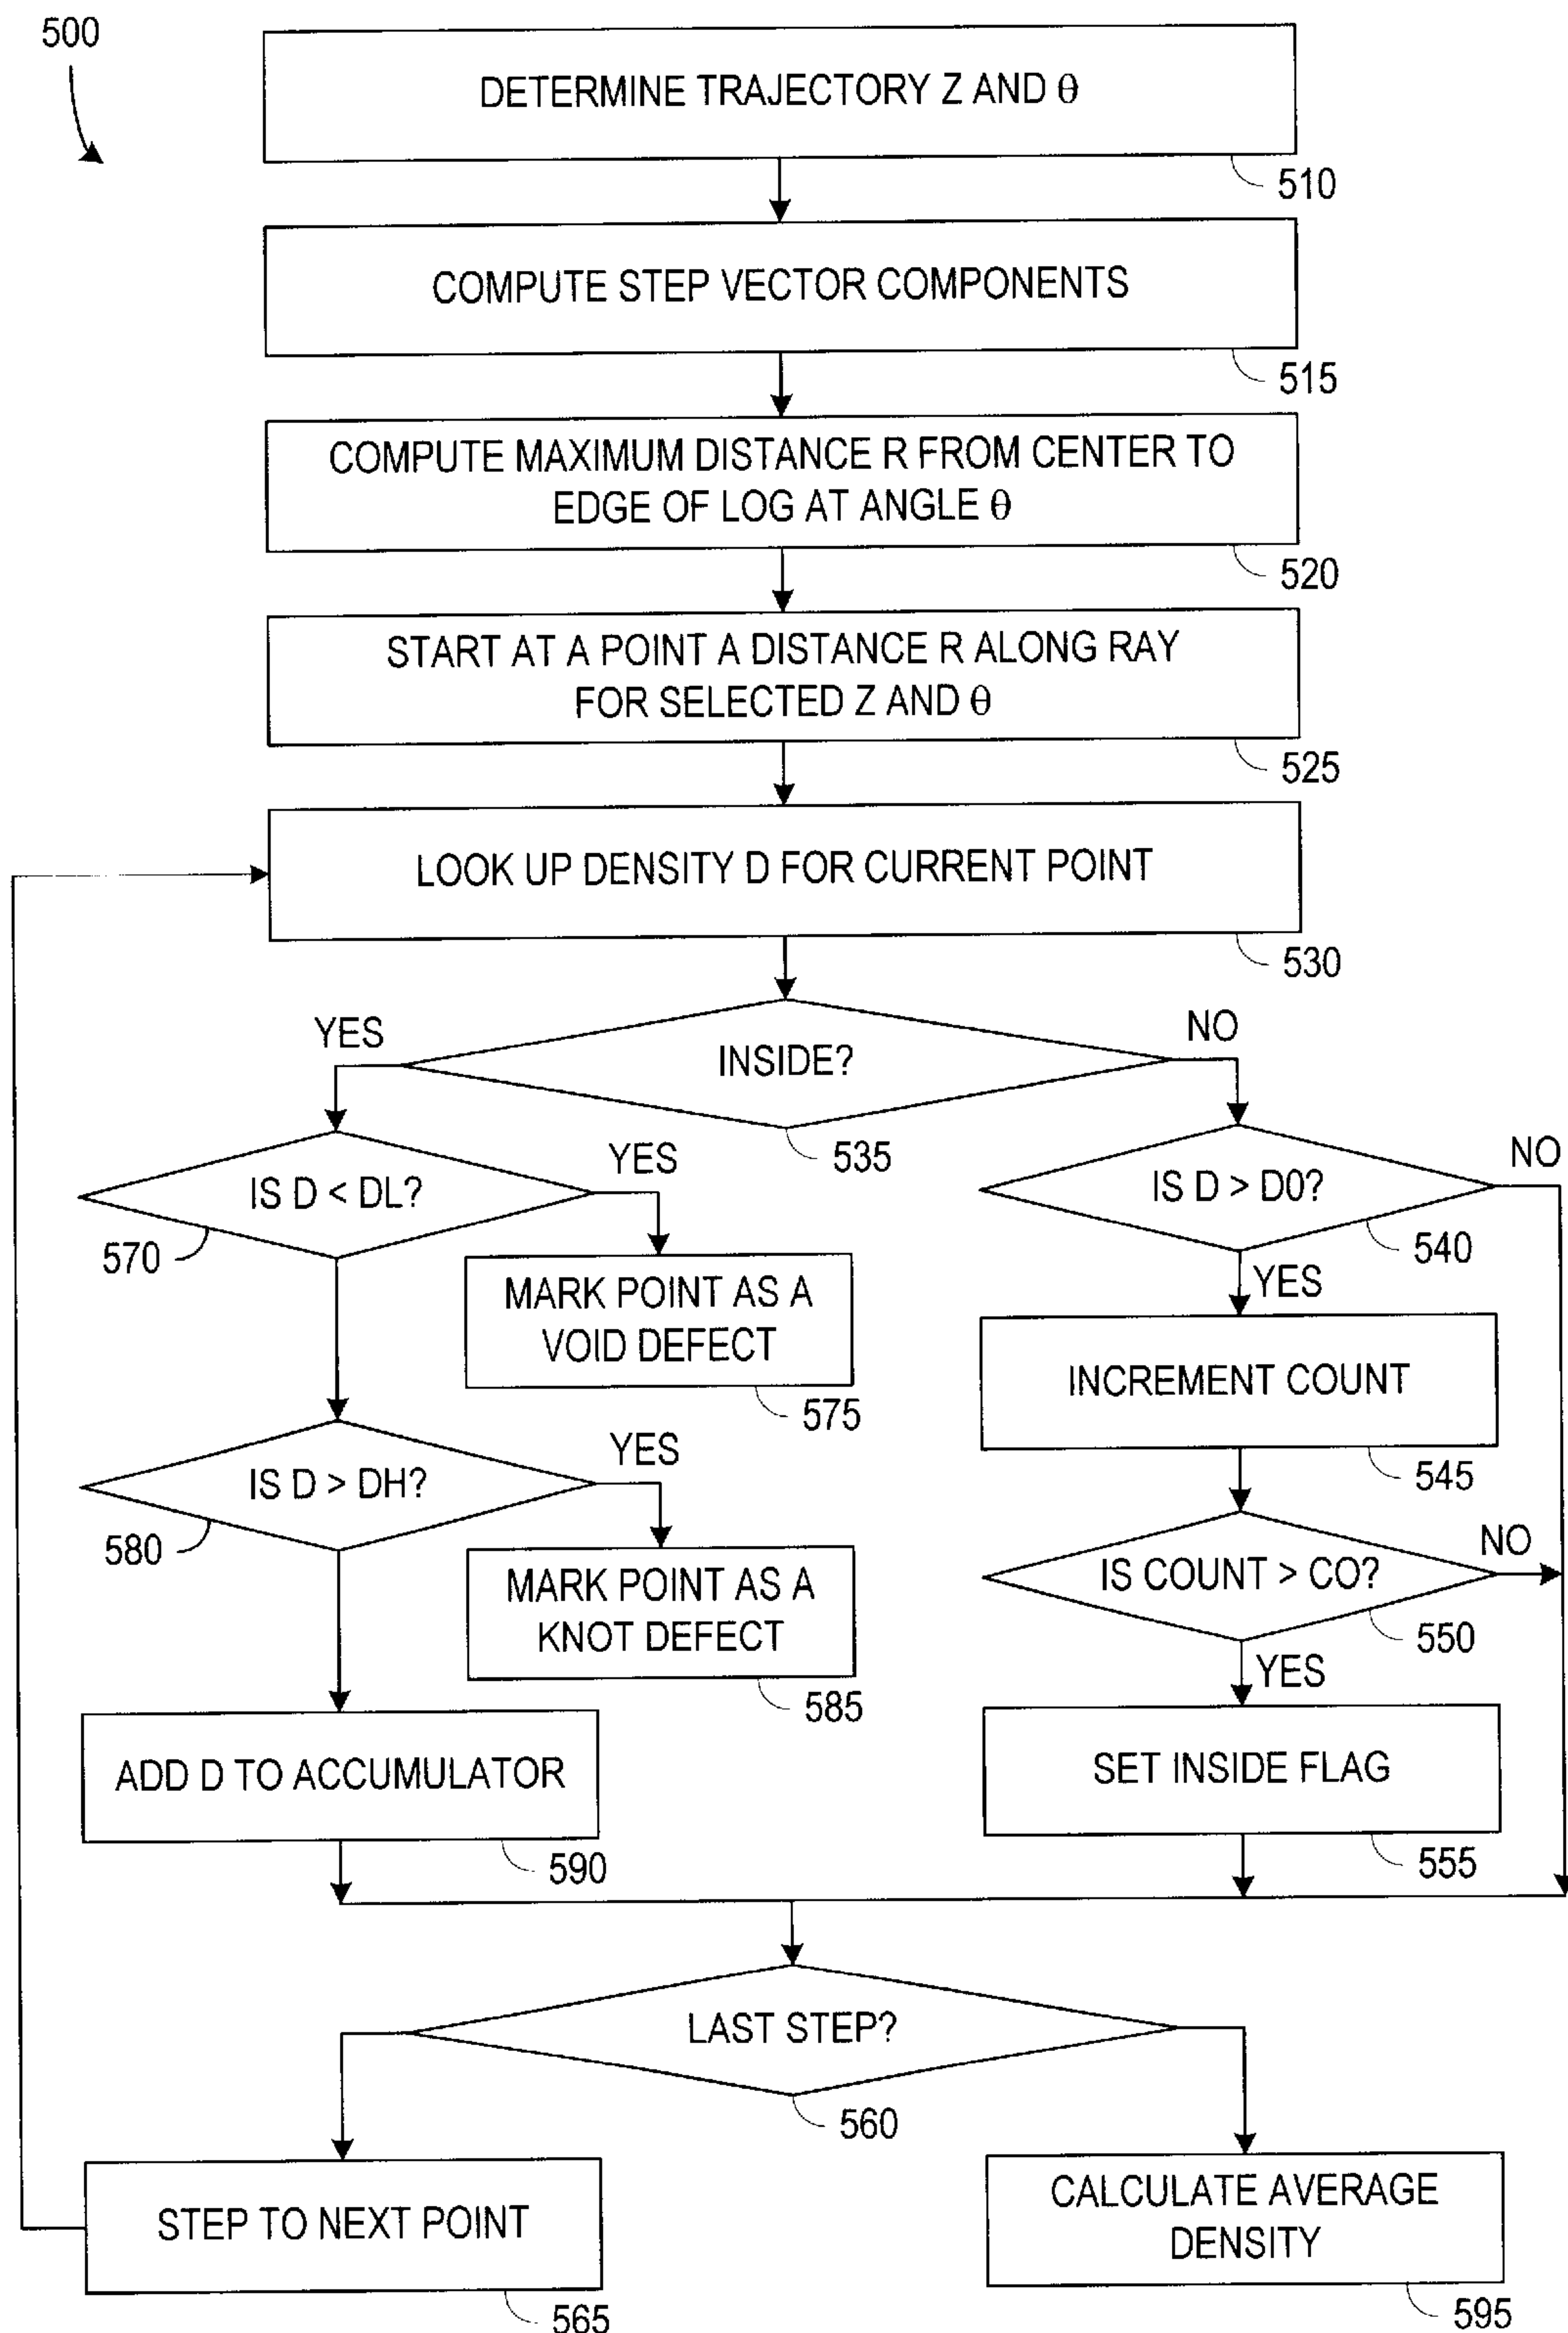 500
DETERMINE TRAJECTORY Z AND θ
510
COMPUTE STEP VECTOR COMPONENTS
515
COMPUTE MAXIMUM DISTANCE R FROM CENTER TO
EDGE OF LOG AT ANGLE θ
520
START AT A POINT A DISTANCE R ALONG RAY
FOR SELECTED Z AND θ
525
LOOK UP DENSITY D FOR CURRENT POINT
530
YES
INSIDE?
NO
535
IS D < DL?
YES
570
MARK POINT AS A
VOID DEFECT
575
IS D > DH?
YES
580
MARK POINT AS A
KNOT DEFECT
585
ADD D TO ACCUMULATOR
590
IS D > D0?
NO
540
YES
INCREMENT COUNT
545
IS COUNT > CO?
NO
550
YES
SET INSIDE FLAG
555
LAST STEP?
560
STEP TO NEXT POINT
565
CALCULATE AVERAGE
DENSITY
595